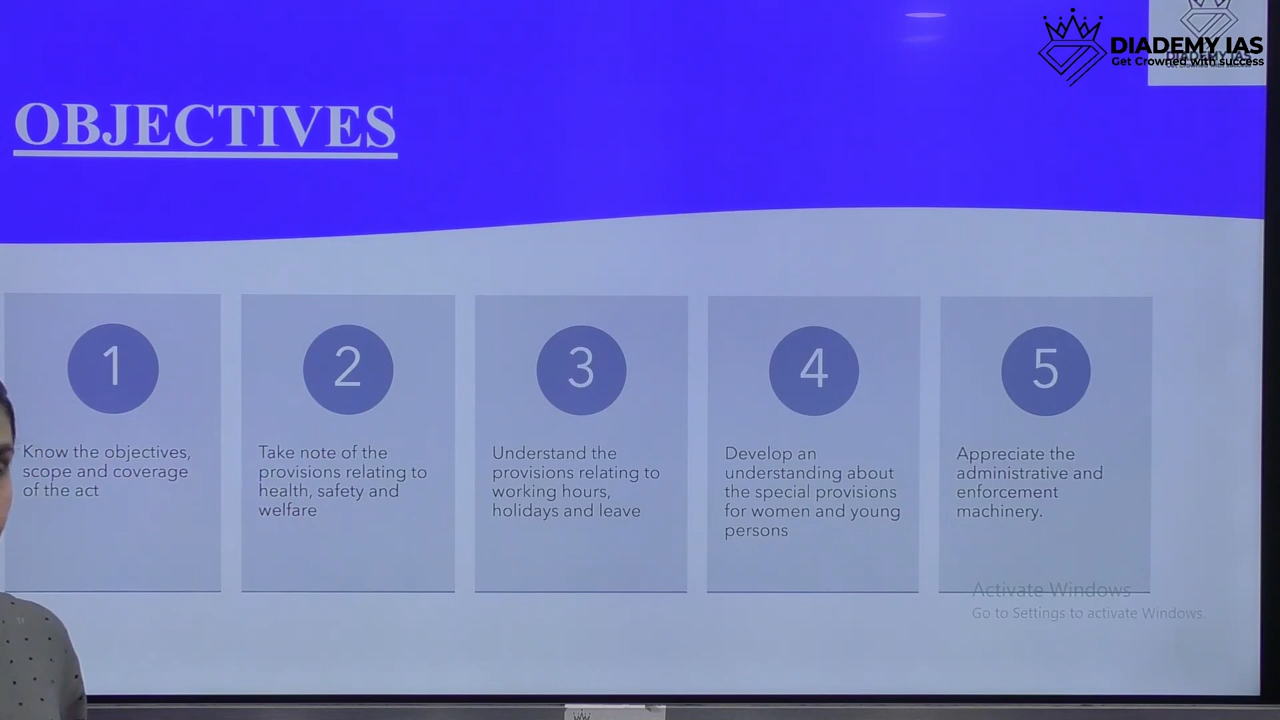 DIADEMY IAS
Get Crowned with success
DIADEMY IAS
OBJECTIVES
1
Know the objectives,
scope and coverage
of the act
2
Take note of the
provisions relating to
health, safety and
welfare
3
Understand the
provisions relating to
working hours,
holidays and leave
4
Develop an
understanding about
the special provisions
for women and young
persons
5
Appreciate the
administrative and
enforcement
machinery.
Activate Windows
Go to Settings to activate Windows.